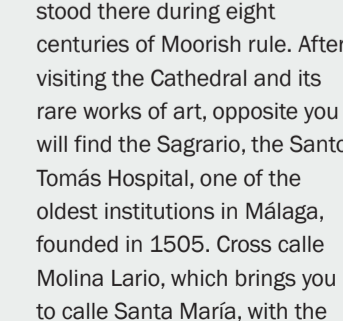 stood there during eight
centuries of Moorish rule. After
visiting the Cathedral and its
rare works of art, opposite you
will find the Sagrario, the Santo
Tomás Hospital, one of the
oldest institutions in Málaga,
founded in 1505. Cross calle
Molina Lario, which brings you
to calle Santa María, with the